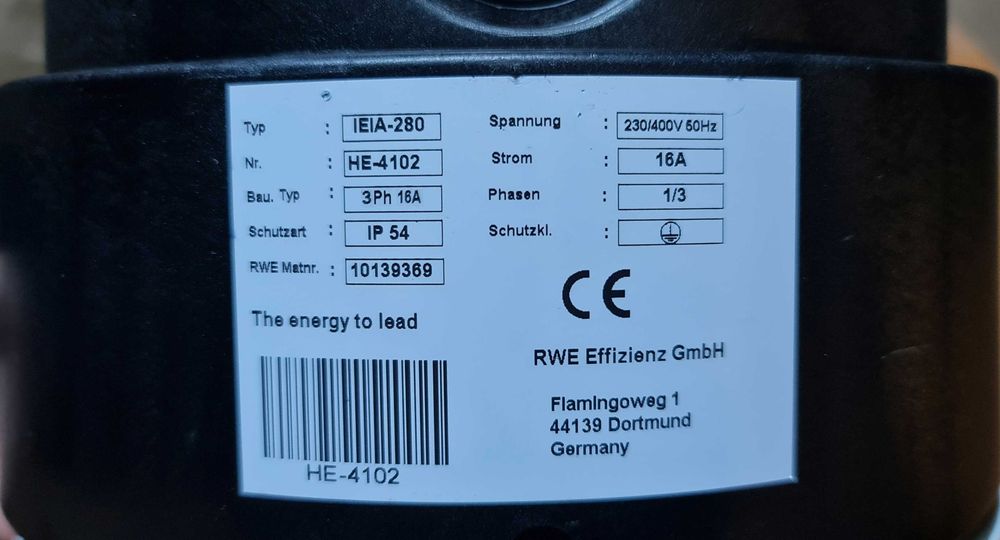 Typ : IEIA-280
Nr. : HE-4102
Bau. Typ : 3Ph 16A
Schutzart : IP 54
RWE Matnr. : 10139369
The energy to lead
HE-4102
Spannung : 230/400V 50Hz
Strom : 16A
Phasen : 1/3
Schutzkl. :
CE
RWE Effizienz GmbH
Flamingoweg 1
44139 Dortmund
Germany